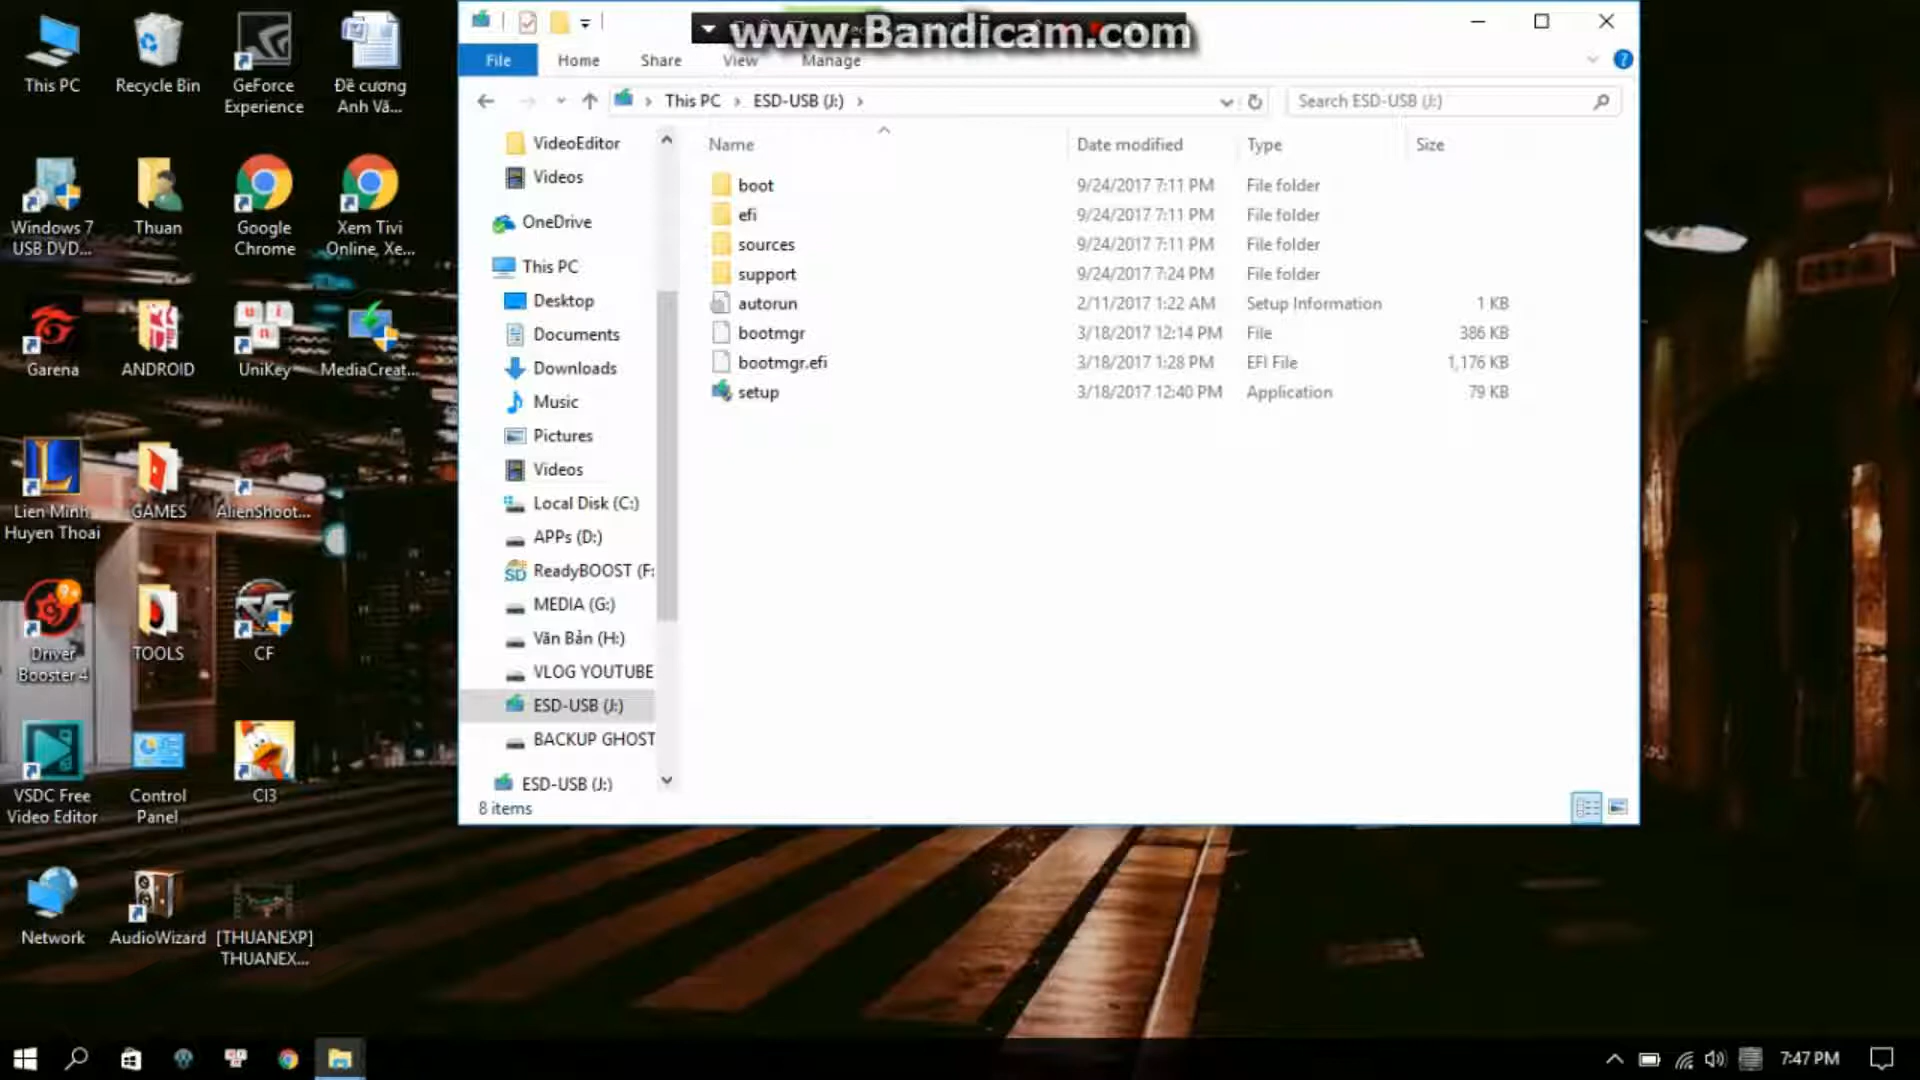 www.Bandicam.com
File
Home
Share
View
Manage
This PC
ESD-USB (J:)
Search ESD-USB (J:)
Name
Date modified
Type
Size
boot 9/24/2017 7:11 PM File folder
efi 9/24/2017 7:11 PM File folder
sources 9/24/2017 7:11 PM File folder
support 9/24/2017 7:24 PM File folder
autorun 2/11/2017 1:22 AM Setup Information 1 KB
bootmgr 3/18/2017 12:14 PM File 386 KB
bootmgr.efi 3/18/2017 1:28 PM EFI File 1,176 KB
setup 3/18/2017 12:40 PM Application 79 KB
VideoEditor
Videos
OneDrive
This PC
Desktop
Documents
Downloads
Music
Pictures
Videos
Local Disk (C:)
APPs (D:)
ReadyBOOST (F:
MEDIA (G:)
Văn Bản (H:)
VLOG YOUTUBE
ESD-USB (J:)
BACKUP GHOST
ESD-USB (J:)
8 items
This PC
Recycle Bin
GeForce
Experience
Đề cương
Anh Vă...
Windows 7
USB DVD...
Thuan
Google
Chrome
Xem Tivi
Online, Xe...
Garena
ANDROID
UniKey
MediaCreat...
Lien Minh
Huyen Thoai
GAMES
AlienShoot...
Driver
Booster 4
TOOLS
CF
VSDC Free
Video Editor
Control
Panel
CI3
Network
AudioWizard
[THUANEXP]
THUANEX...
7:47 PM